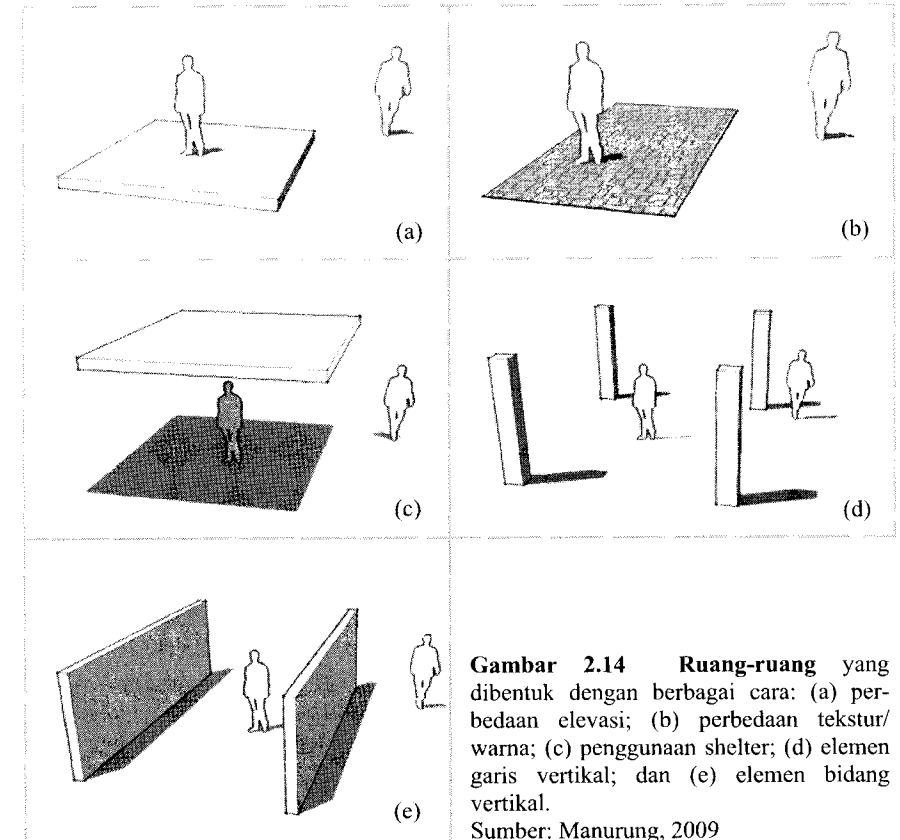 (a)
(b)
(c)
(d)
(e)
Gambar 2.14 Ruang-ruang yang
dibentuk dengan berbagai cara: (a) per-
bedaan elevasi; (b) perbedaan tekstur/
warna; (c) penggunaan shelter; (d) elemen
garis vertikal; dan (e) elemen bidang
vertikal.
Sumber: Manurung, 2009